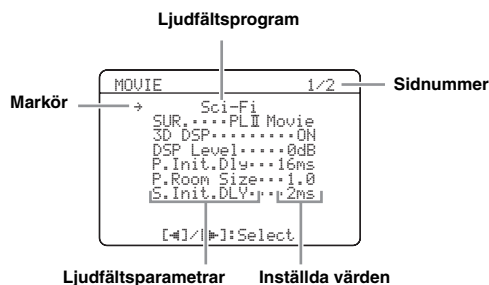 Ljudfältsprogram
MOVIE 1/2
Sidnummer
Markör
→ Sci-Fi
SUR.····PLⅡ Movie
3D DSP·········ON
DSP Level·····0dB
P.Init.Dly···16ms
P.Room Size···1.0
S.Init.DLY····2ms
[◀]/[▶]:Select
Ljudfältsparametrar Inställda värden